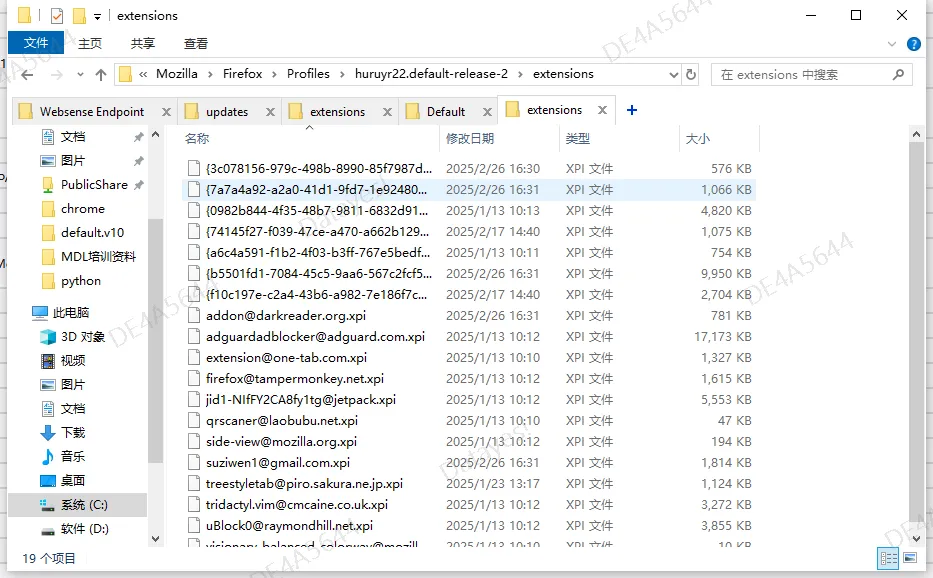 extensions
文件 主页 共享 查看
« Mozilla › Firefox › Profiles › huruyr22.default-release-2 › extensions
在 extensions 中搜索
Websense Endpoint updates extensions Default extensions
文档
图片
PublicShare
chrome
default.v10
MDL培训资料
python
此电脑
3D 对象
视频
图片
文档
下载
音乐
桌面
系统 (C:)
软件 (D:)
名称 修改日期 类型 大小
{3c078156-979c-498b-8990-85f7987d... 2025/2/26 16:30 XPI 文件 576 KB
{7a7a4a92-a2a0-41d1-9fd7-1e92480... 2025/2/26 16:31 XPI 文件 1,066 KB
{0982b844-4f35-48b7-9811-6832d91... 2025/1/13 10:13 XPI 文件 4,820 KB
{74145f27-f039-47ce-a470-a662b129... 2025/2/17 14:40 XPI 文件 1,075 KB
{a6c4a591-f1b2-4f03-b3ff-767e5bedf... 2025/1/13 10:11 XPI 文件 754 KB
{b5501fd1-7084-45c5-9aa6-567c2fcf5... 2025/2/26 16:31 XPI 文件 9,950 KB
{f10c197e-c2a4-43b6-a982-7e186f7c... 2025/2/17 14:40 XPI 文件 2,704 KB
addon@darkreader.org.xpi 2025/2/26 16:31 XPI 文件 781 KB
adguardadblocker@adguard.com.xpi 2025/1/13 10:12 XPI 文件 17,173 KB
extension@one-tab.com.xpi 2025/1/13 10:10 XPI 文件 1,327 KB
firefox@tampermonkey.net.xpi 2025/1/13 10:12 XPI 文件 1,615 KB
jid1-NIfFY2CA8fy1tg@jetpack.xpi 2025/1/13 10:12 XPI 文件 5,553 KB
qrscaner@laobubu.net.xpi 2025/1/13 10:10 XPI 文件 47 KB
side-view@mozilla.org.xpi 2025/1/13 10:12 XPI 文件 194 KB
suziwen1@gmail.com.xpi 2025/2/26 16:31 XPI 文件 1,814 KB
treestyletab@piro.sakura.ne.jp.xpi 2025/1/23 13:17 XPI 文件 1,124 KB
tridactyl.vim@cmcaine.co.uk.xpi 2025/1/13 10:12 XPI 文件 3,272 KB
uBlock0@raymondhill.net.xpi 2025/1/13 10:12 XPI 文件 3,855 KB
visionary-balanced-colorway@mozill... 2025/1/13 10:10 XPI 文件 10 KB
19 个项目
DE4A5644
DE4A5644
DE4A5644
DE4A5644